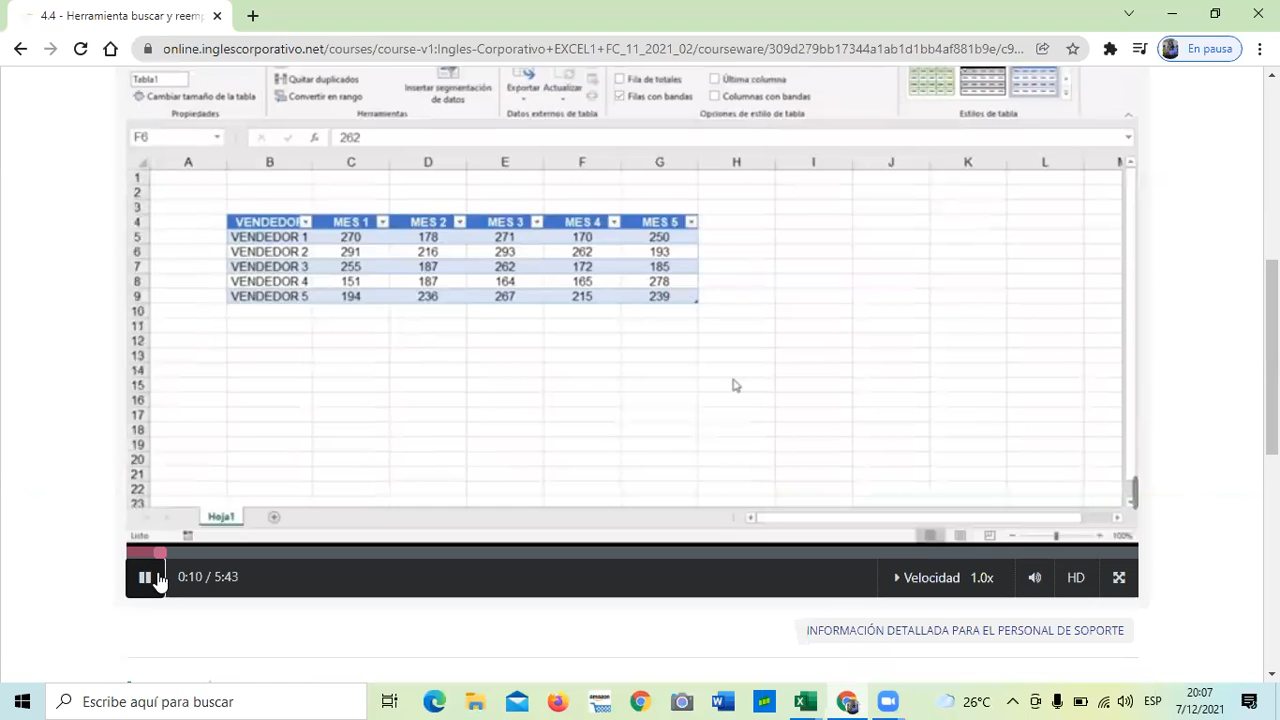 4.4 - Herramienta buscar y reemp
online.inglescorporativo.net/courses/course-v1:Ingles-Corporativo+EXCEL1+FC_11_2021_02/courseware/309d279bb17344a1ab1d1bb4af881b9e/c9...
En pausa
Tabla1
Quitar duplicados
Insertar segmentación
de datos
Exportar Actualizar
Fila de totales
Última columna
Cambiar tamaño de la tabla
Convertir en rango
Filas con bandas
Columnas con bandas
Propiedades
Herramientas
Datos externos de tabla
Opciones de estilo de tabla
Estilos de tabla
F6
fx
262
A B C D E F G H I J K L M
1
2
3
4 VENDEDOR MES 1 MES 2 MES 3 MES 4 MES 5
5 VENDEDOR 1 270 178 271 170 250
6 VENDEDOR 2 291 216 293 262 193
7 VENDEDOR 3 255 187 262 172 185
8 VENDEDOR 4 151 187 164 165 278
9 VENDEDOR 5 194 236 267 215 239
10
11
12
13
14
15
16
17
18
19
20
21
22
23
Hoja1
Listo
100%
0:10 / 5:43
Velocidad 1.0x
HD
INFORMACIÓN DETALLADA PARA EL PERSONAL DE SOPORTE
Escribe aquí para buscar
26°C
ESP
20:07
7/12/2021